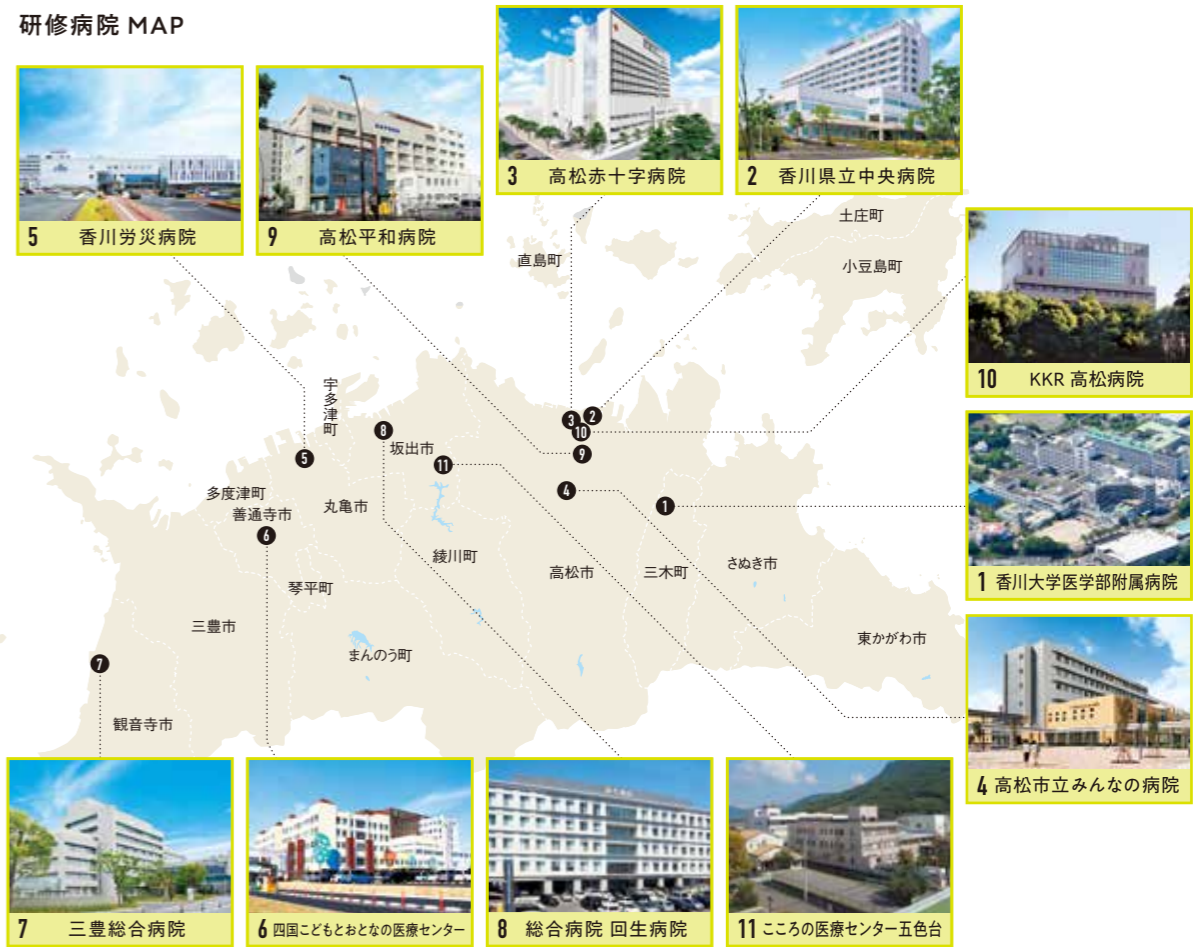 研修病院 MAP
3 高松赤十字病院
2 香川県立中央病院
5 香川労災病院
9 高松平和病院
10 KKR 高松病院
1 香川大学医学部附属病院
4 高松市立みんなの病院
土庄町
小豆島町
直島町
宇多津町
坂出市
多度津町
善通寺市
丸亀市
綾川町
高松市
三木町
さぬき市
琴平町
三豊市
まんのう町
東かがわ市
観音寺市
3
2
10
8
9
5
11
4
1
6
7
7 三豊総合病院
6 四国こどもとおとなの医療センター
8 総合病院 回生病院
11 こころの医療センター五色台